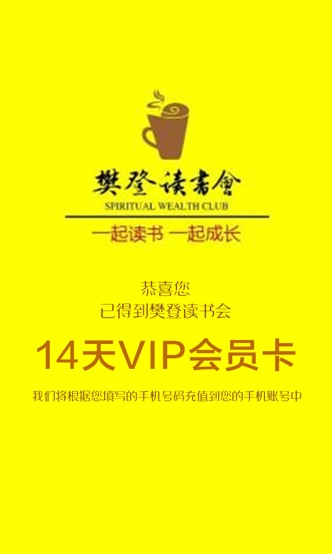 樊登读书会
SPIRITUAL WEALTH CLUB
一起读书 一起成长
恭喜您
已得到樊登读书会
14天VIP会员卡
我们将根据您填写的手机号码充值到您的手机账号中